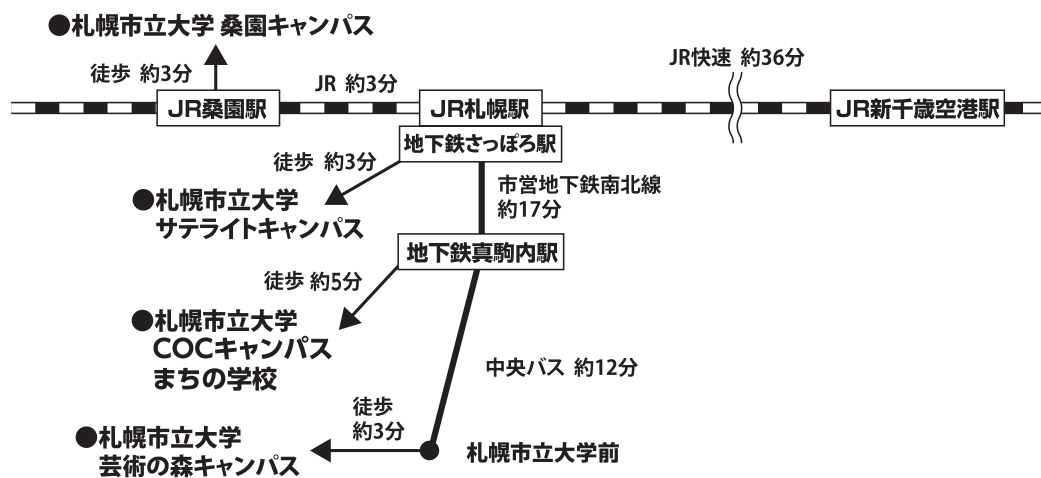 ●札幌市立大学 桑園キャンパス
徒歩 約3分
JR 約3分
JR快速 約36分
JR桑園駅
JR札幌駅
JR新千歳空港駅
地下鉄さっぽろ駅
徒歩 約3分
●札幌市立大学
サテライトキャンパス
市営地下鉄南北線
約17分
地下鉄真駒内駅
徒歩 約5分
●札幌市立大学
COCキャンパス
まちの学校
中央バス 約12分
徒歩
約3分
●札幌市立大学
芸術の森キャンパス
札幌市立大学前